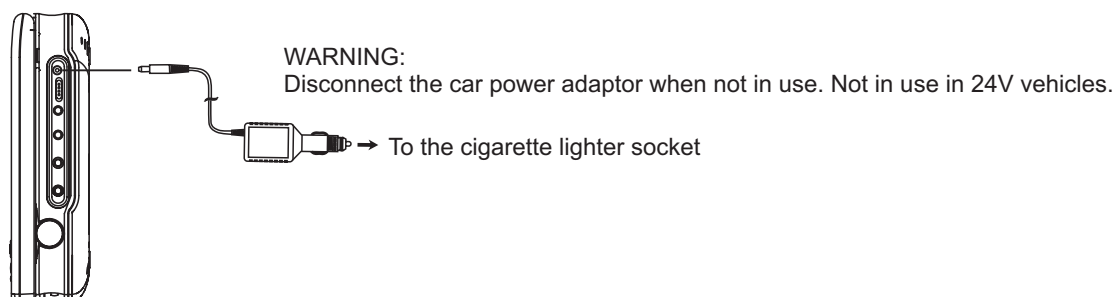 WARNING:
Disconnect the car power adaptor when not in use. Not in use in 24V vehicles.
To the cigarette lighter socket